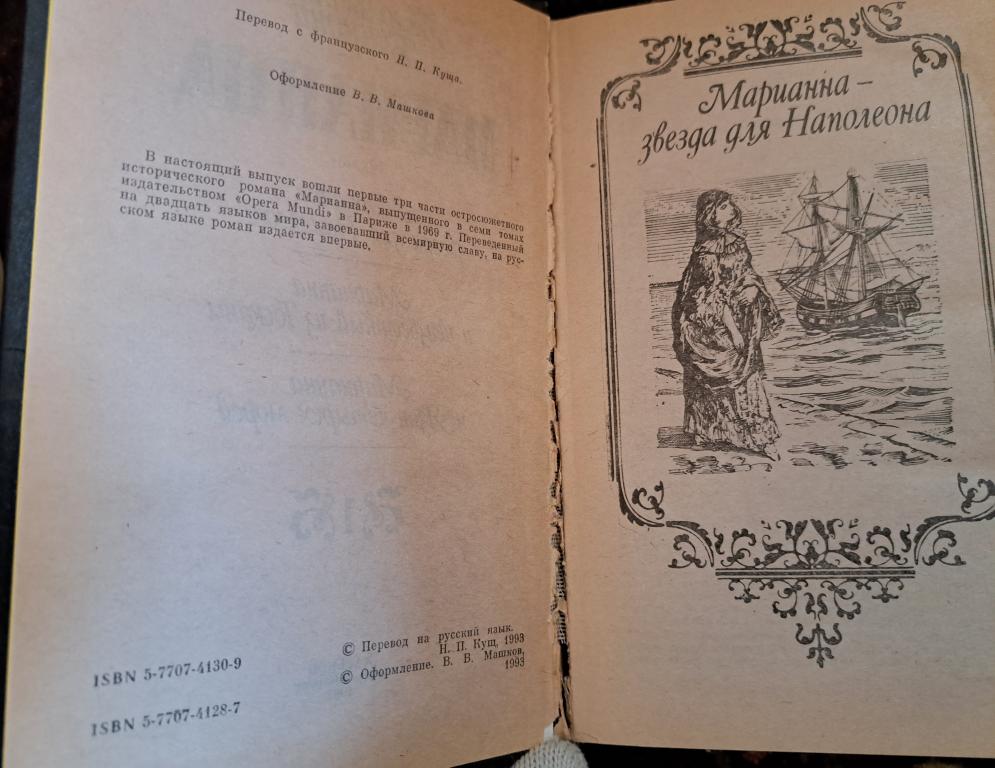 Перевод с французского Н. П. Куща.
Оформление В. В. Машкова
В настоящий выпуск вошли первые три части остросюжетного
исторического романа «Марианна», выпущенного в семи томах
издательством «Opera Mundi» в Париже в 1969 г. Переведенный
на двадцать языков мира, завоевавший всемирную славу, на рус-
ском языке роман издается впервые.
ISBN 5-7707-4130-9
ISBN 5-7707-4128-7
© Перевод на русский язык.
Н. П. Кущ, 1993
© Оформление. В. В. Машков,
1993
Марианна –
звезда для Наполеона